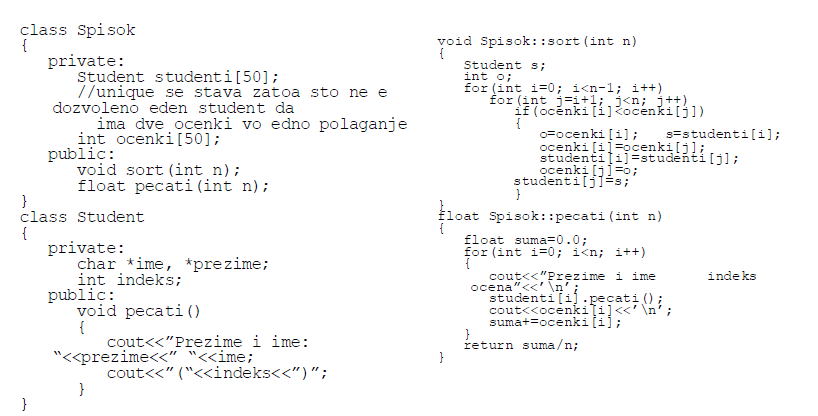 class Spisok
{
private:
Student studenti[50];
//unique se stava zatoa sto ne e
dozvoleno eden student da
ima dve ocenki vo edno polaganje
int ocenki[50];
public:
void sort(int n);
float pecati(int n);
}
class Student
{
private:
char *ime, *prezime;
int indeks;
public:
void pecati()
{
cout<<”Prezime i ime:
“<<prezime<<” “<<ime;
cout<<”(“<<indeks<<”)”;
}
}
void Spisok::sort(int n)
{
Student s;
int o;
for(int i=0; i<n-1; i++)
for(int j=i+1; j<n; j++)
if(ocenki[i]<ocenki[j])
{
o=ocenki[i]; s=studenti[i];
ocenki[i]=ocenki[j];
studenti[i]=studenti[j];
ocenki[j]=o;
studenti[j]=s;
}
}
float Spisok::pecati(int n)
{
float suma=0.0;
for(int i=0; i<n; i++)
{
cout<<”Prezime i ime indeks
ocena”<<’\n’;
studenti[i].pecati();
cout<<ocenki[i]<<’\n’;
suma+=ocenki[i];
}
return suma/n;
}